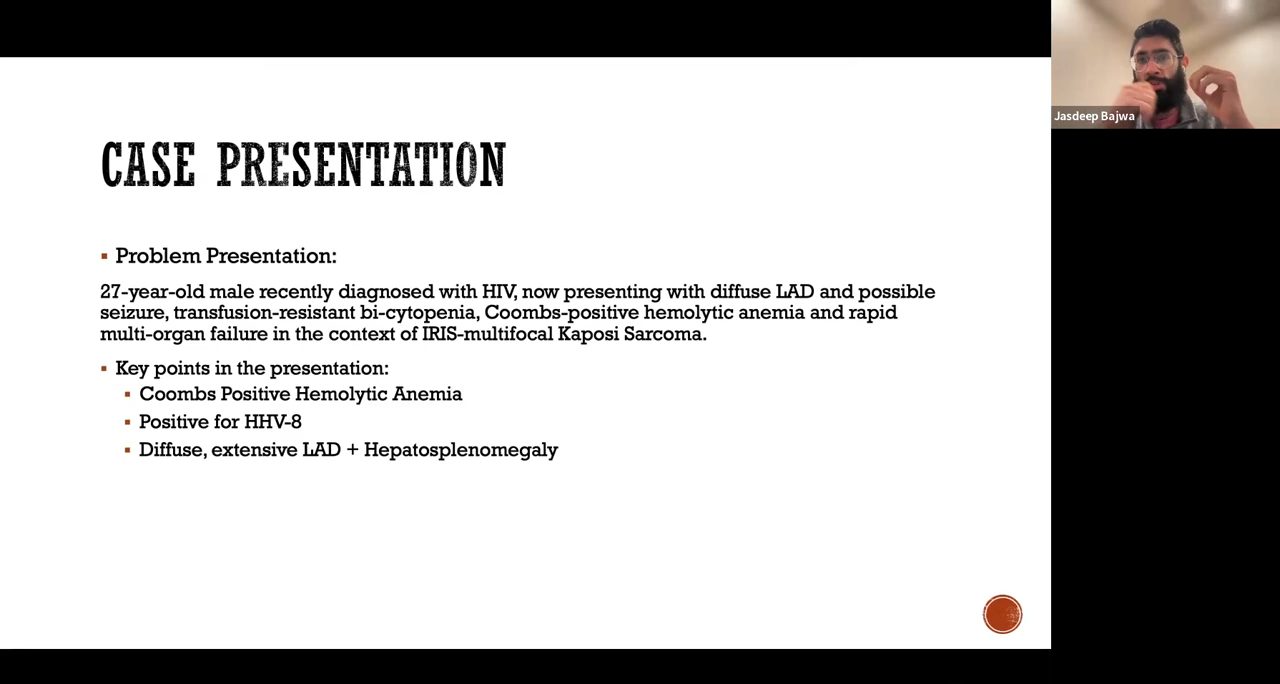 CASE PRESENTATION
Problem Presentation:
27-year-old male recently diagnosed with HIV, now presenting with diffuse LAD and possible
seizure, transfusion-resistant bi-cytopenia, Coombs-positive hemolytic anemia and rapid
multi-organ failure in the context of IRIS-multifocal Kaposi Sarcoma.
Key points in the presentation:
Coombs Positive Hemolytic Anemia
Positive for HHV-8
Diffuse, extensive LAD + Hepatosplenomegaly
Jasdeep Bajwa